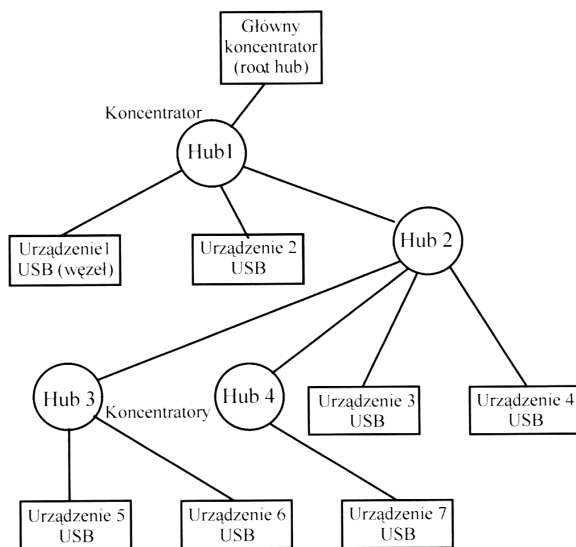 Główny
koncentrator
(root hub)
Koncentrator
Hub1
Urządzenie1
USB (węzeł)
Urządzenie 2
USB
Hub 2
Hub 3
Koncentratory
Hub 4
Urządzenie 3
USB
Urządzenie 4
USB
Urządzenie 5
USB
Urządzenie 6
USB
Urządzenie 7
USB